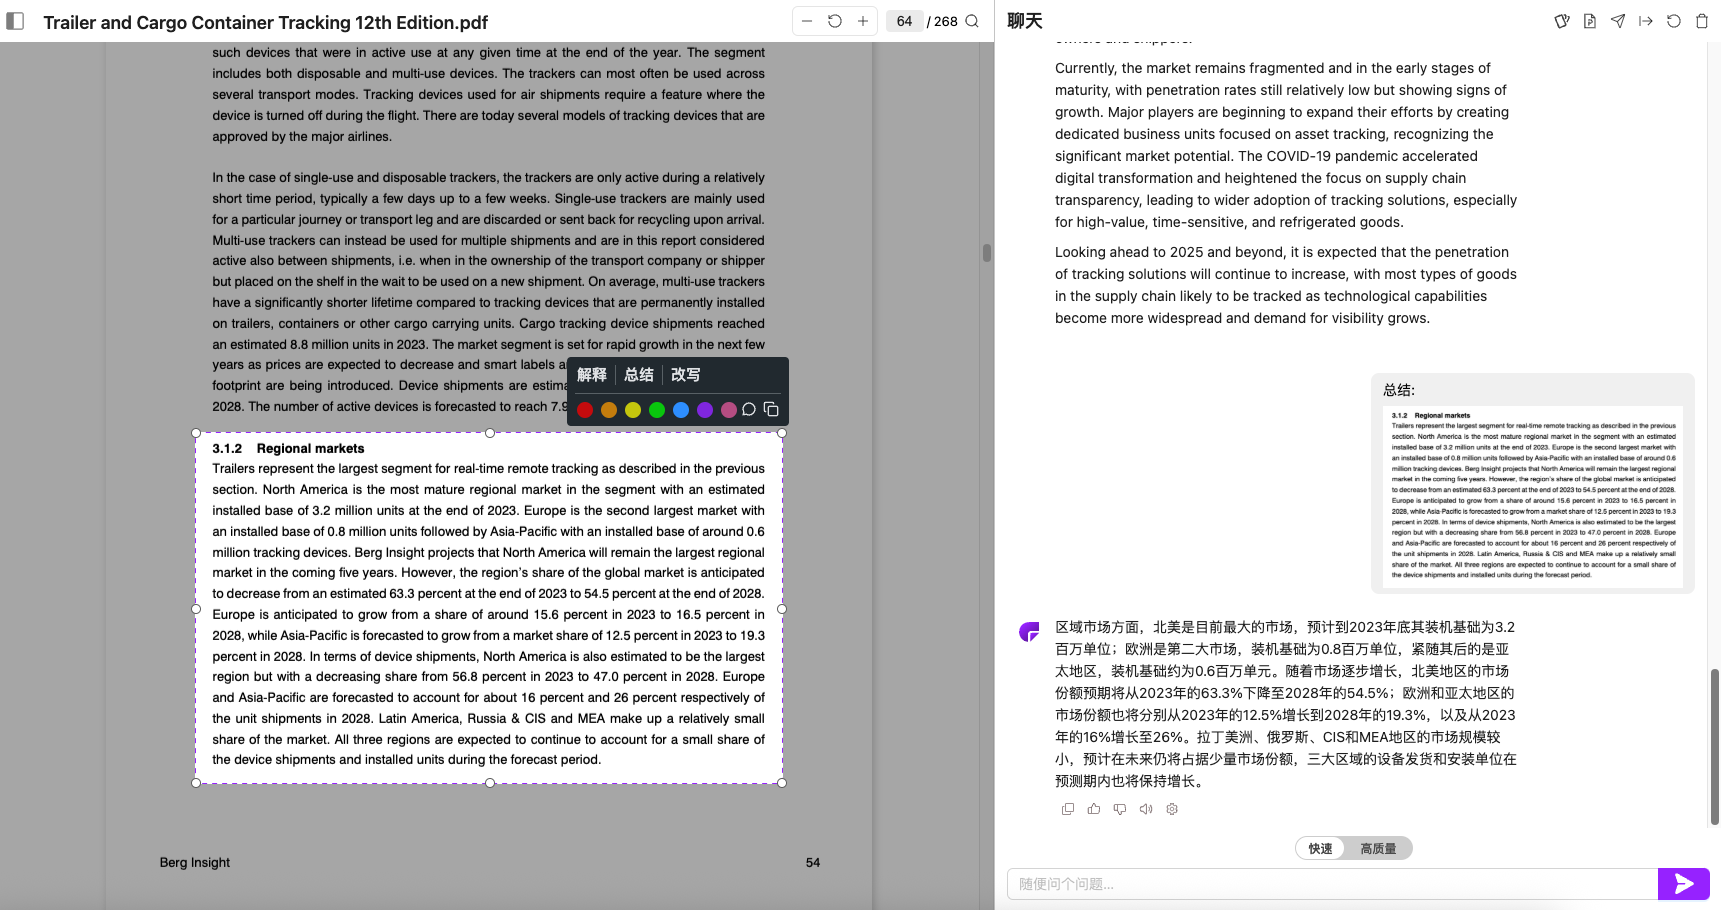 Trailer and Cargo Container Tracking 12th Edition.pdf
64 / 268
such devices that were in active use at any given time at the end of the year. The segment
includes both disposable and multi-use devices. The trackers can most often be used across
several transport modes. Tracking devices used for air shipments require a feature where the
device is turned off during the flight. There are today several models of tracking devices that are
approved by the major airlines.
In the case of single-use and disposable trackers, the trackers are only active during a relatively
short time period, typically a few days up to a few weeks. Single-use trackers are mainly used
for a particular journey or transport leg and are discarded or sent back for recycling upon arrival.
Multi-use trackers can instead be used for multiple shipments and are in this report considered
active also between shipments, i.e. when in the ownership of the transport company or shipper
but placed on the shelf in the wait to be used on a new shipment. On average, multi-use trackers
have a significantly shorter lifetime compared to tracking devices that are permanently installed
on trailers, containers or other cargo carrying units. Cargo tracking device shipments reached
an estimated 8.8 million units in 2023. The market segment is set for rapid growth in the next few
years as prices are expected to decrease and smart labels
footprint are being introduced. Device shipments are
2028. The number of active devices is forecasted to reach 7.9
解释 总结 改写
3.1.2 Regional markets
Trailers represent the largest segment for real-time remote tracking as described in the previous
section. North America is the most mature regional market in the segment with an estimated
installed base of 3.2 million units at the end of 2023. Europe is the second largest market with
an installed base of 0.8 million units followed by Asia-Pacific with an installed base of around 0.6
million tracking devices. Berg Insight projects that North America will remain the largest regional
market in the coming five years. However, the region's share of the global market is anticipated
to decrease from an estimated 63.3 percent at the end of 2023 to 54.5 percent at the end of 2028.
Europe is anticipated to grow from a share of around 15.6 percent in 2023 to 16.5 percent in
2028, while Asia-Pacific is forecasted to grow from a market share of 12.5 percent in 2023 to 19.3
percent in 2028. In terms of device shipments, North America is also estimated to be the largest
region but with a decreasing share from 56.8 percent in 2023 to 47.0 percent in 2028. Europe
and Asia-Pacific are forecasted to account for about 16 percent and 26 percent respectively of
the unit shipments in 2028. Latin America, Russia & CIS and MEA make up a relatively small
share of the market. All three regions are expected to continue to account for a small share of
the device shipments and installed units during the forecast period.
Berg Insight 54
聊天
Currently, the market remains fragmented and in the early stages of
maturity, with penetration rates still relatively low but showing signs of
growth. Major players are beginning to expand their efforts by creating
dedicated business units focused on asset tracking, recognizing the
significant market potential. The COVID-19 pandemic accelerated
digital transformation and heightened the focus on supply chain
transparency, leading to wider adoption of tracking solutions, especially
for high-value, time-sensitive, and refrigerated goods.
Looking ahead to 2025 and beyond, it is expected that the penetration
of tracking solutions will continue to increase, with most types of goods
in the supply chain likely to be tracked as technological capabilities
become more widespread and demand for visibility grows.
总结:
3.1.2 Regional markets
Trailers represent the largest segment for real-time remote tracking as described in the previous
section. North America is the most mature regional market in the segment with an estimated
installed base of 3.2 million units at the end of 2023. Europe is the second largest market with
an installed base of 0.8 million units followed by Asia-Pacific with an installed base of around 0.6
million tracking devices. Berg Insight projects that North America will remain the largest regional
market in the coming five years. However, the region's share of the global market is anticipated
to decrease from an estimated 63.3 percent at the end of 2023 to 54.5 percent at the end of 2028.
Europe is anticipated to grow from a share of around 15.6 percent in 2023 to 16.5 percent in
2028, while Asia-Pacific is forecasted to grow from a market share of 12.5 percent in 2023 to 19.3
percent in 2028. In terms of device shipments, North America is also estimated to be the largest
region but with a decreasing share from 56.8 percent in 2023 to 47.0 percent in 2028. Europe
and Asia-Pacific are forecasted to account for about 16 percent and 26 percent respectively of
the unit shipments in 2028. Latin America, Russia & CIS and MEA make up a relatively small
share of the market. All three regions are expected to continue to account for a small share of
the device shipments and installed units during the forecast period.
区域市场方面，北美是目前最大的市场，预计到2023年底其装机基础为3.2
百万单位；欧洲是第二大市场，装机基础为0.8百万单位，紧随其后的是亚
太地区，装机基础约为0.6百万单元。随着市场逐步增长，北美地区的市场
份额预期将从2023年的63.3%下降至2028年的54.5%；欧洲和亚太地区的
市场份额也将分别从2023年的12.5%增长到2028年的19.3%，以及从2023
年的16%增长至26%。拉丁美洲、俄罗斯、CIS和MEA地区的市场规模较
小，预计在未来仍将占据少量市场份额，三大区域的设备发货和安装单位在
预测期内也将保持增长。
快速 高质量
随便问个问题...